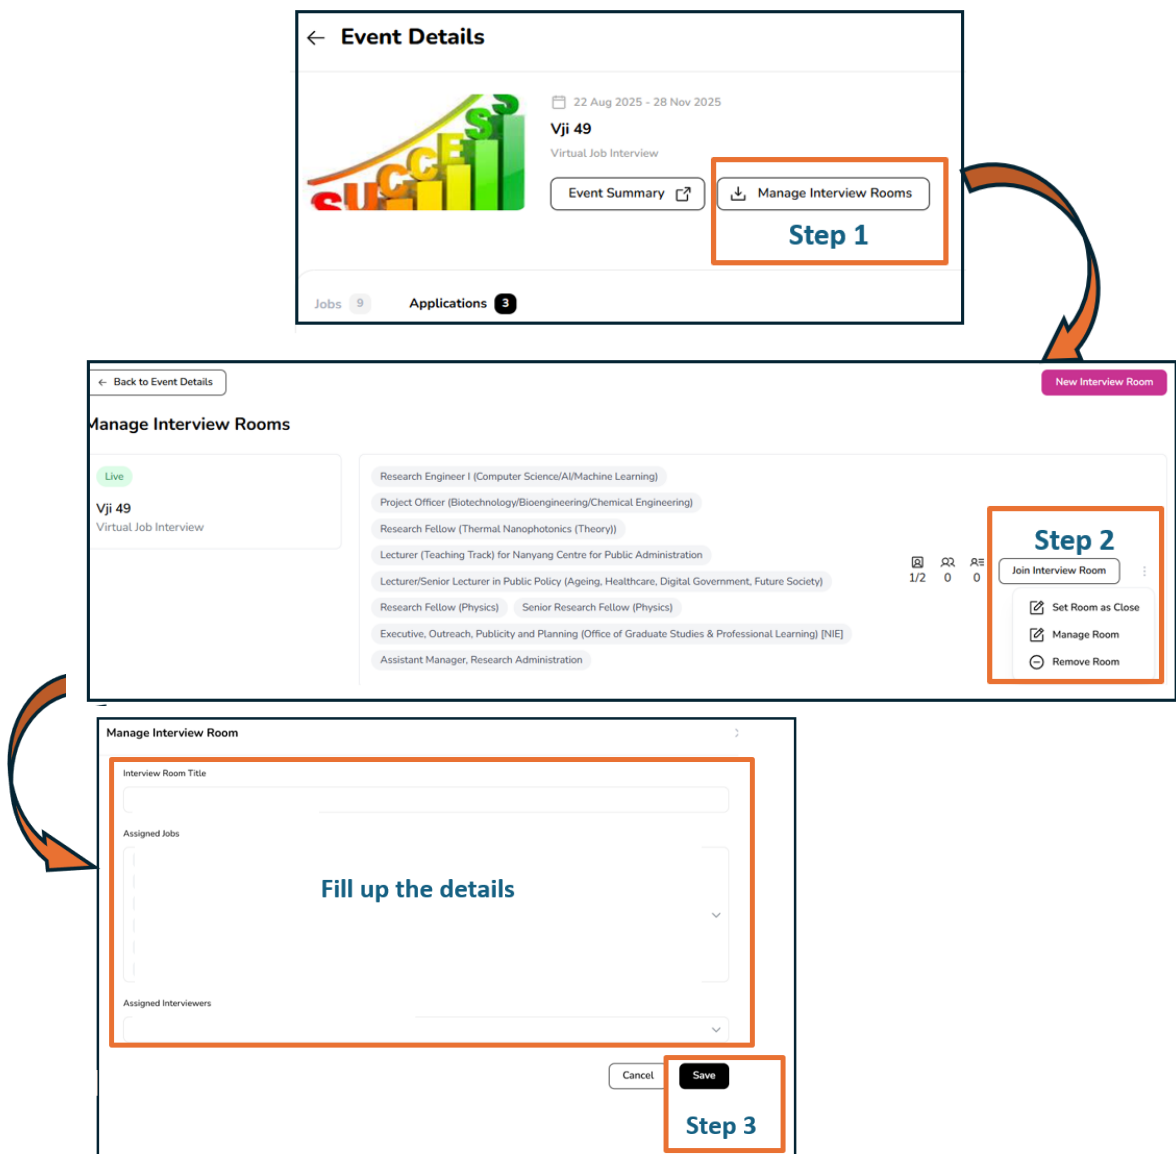 Event Details
SUCCESS
22 Aug 2025 - 28 Nov 2025
Vji 49
Virtual Job Interview
Event Summary
Manage Interview Rooms
Step 1
Jobs 9
Applications 3
Back to Event Details
New Interview Room
Manage Interview Rooms
Live
Vji 49
Virtual Job Interview
Research Engineer I (Computer Science/AI/Machine Learning)
Project Officer (Biotechnology/Bioengineering/Chemical Engineering)
Research Fellow (Thermal Nanophotonics (Theory))
Lecturer (Teaching Track) for Nanyang Centre for Public Administration
Lecturer/Senior Lecturer in Public Policy (Ageing, Healthcare, Digital Government, Future Society)
Research Fellow (Physics) Senior Research Fellow (Physics)
Executive, Outreach, Publicity and Planning (Office of Graduate Studies & Professional Learning) [NIE]
Assistant Manager, Research Administration
1/2 0 0
Step 2
Join Interview Room
Set Room as Close
Manage Room
Remove Room
Manage Interview Room
Interview Room Title
Assigned Jobs
Fill up the details
Assigned Interviewers
Cancel
Save
Step 3